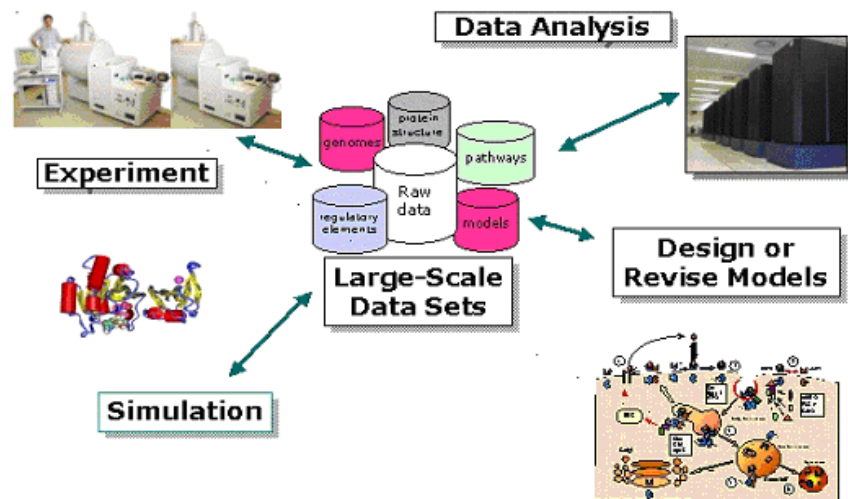 Data Analysis
protein
structure
genomes
pathways
Experiment
Raw
data
regulatory
elements
models
Design or
Revise Models
Large-Scale
Data Sets
Simulation